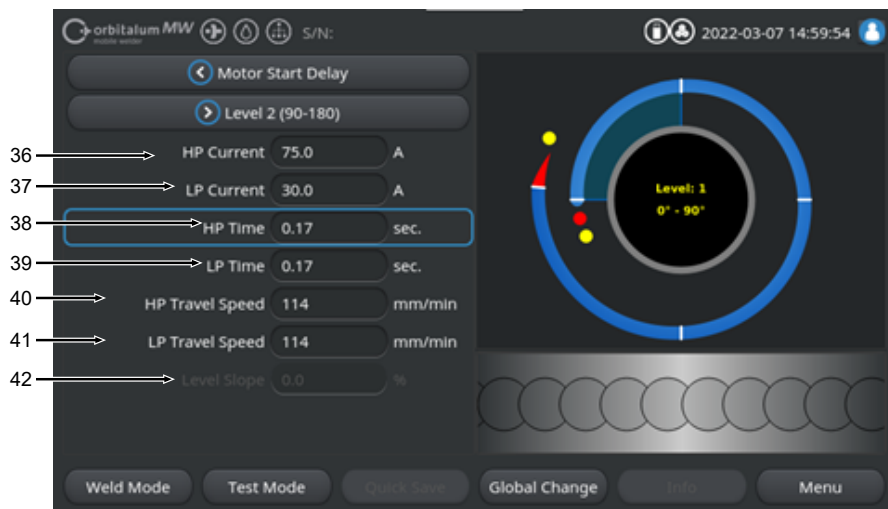 orbitalum MW S/N: 2022-03-07 14:59:54
mobile welder
Motor Start Delay
Level 2 (90-180)
36 HP Current 75.0 A
37 LP Current 30.0 A
38 HP Time 0.17 sec.
39 LP Time 0.17 sec.
40 HP Travel Speed 114 mm/min
41 LP Travel Speed 114 mm/min
42 Level Slope 0.0 %
Level: 1
0° - 90°
Weld Mode Test Mode Quick Save Global Change Info Menu